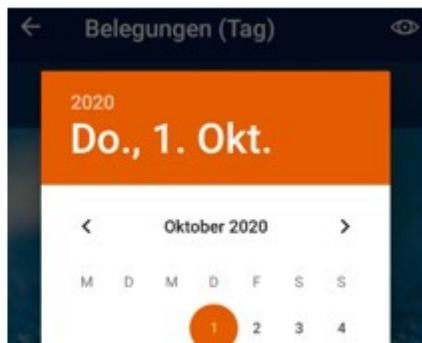 Belegungen (Tag)
2020
Do., 1. Okt.
Oktober 2020
M D M D F S S
1 2 3 4